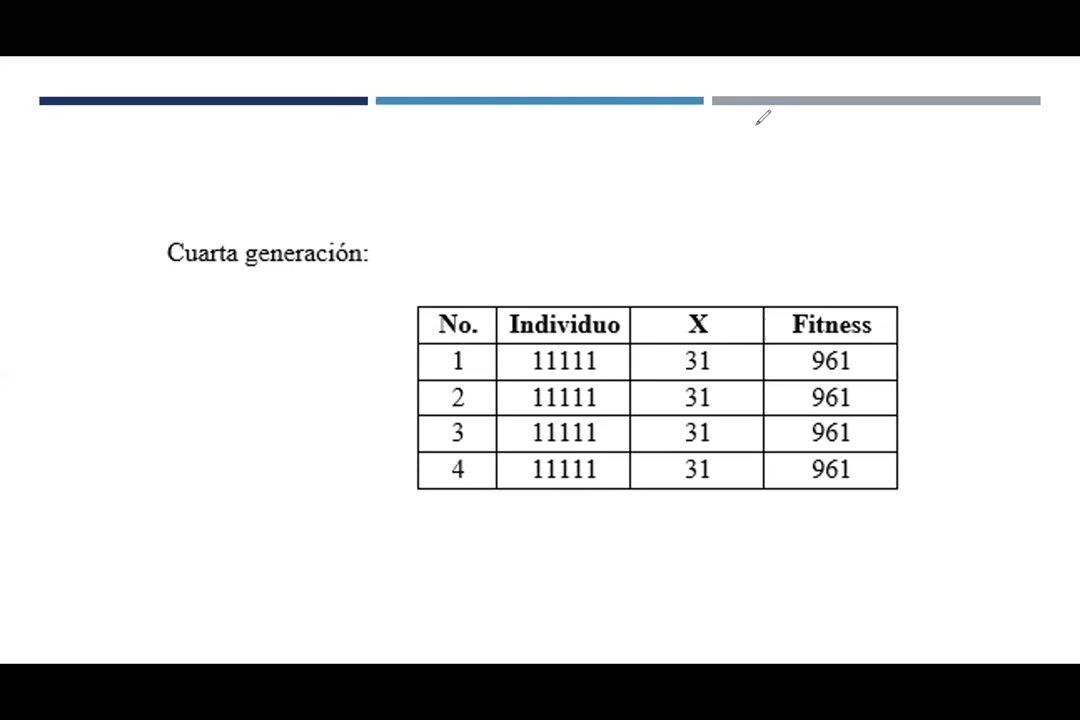 Cuarta generación:
No. Individuo X Fitness
1 11111 31 961
2 11111 31 961
3 11111 31 961
4 11111 31 961